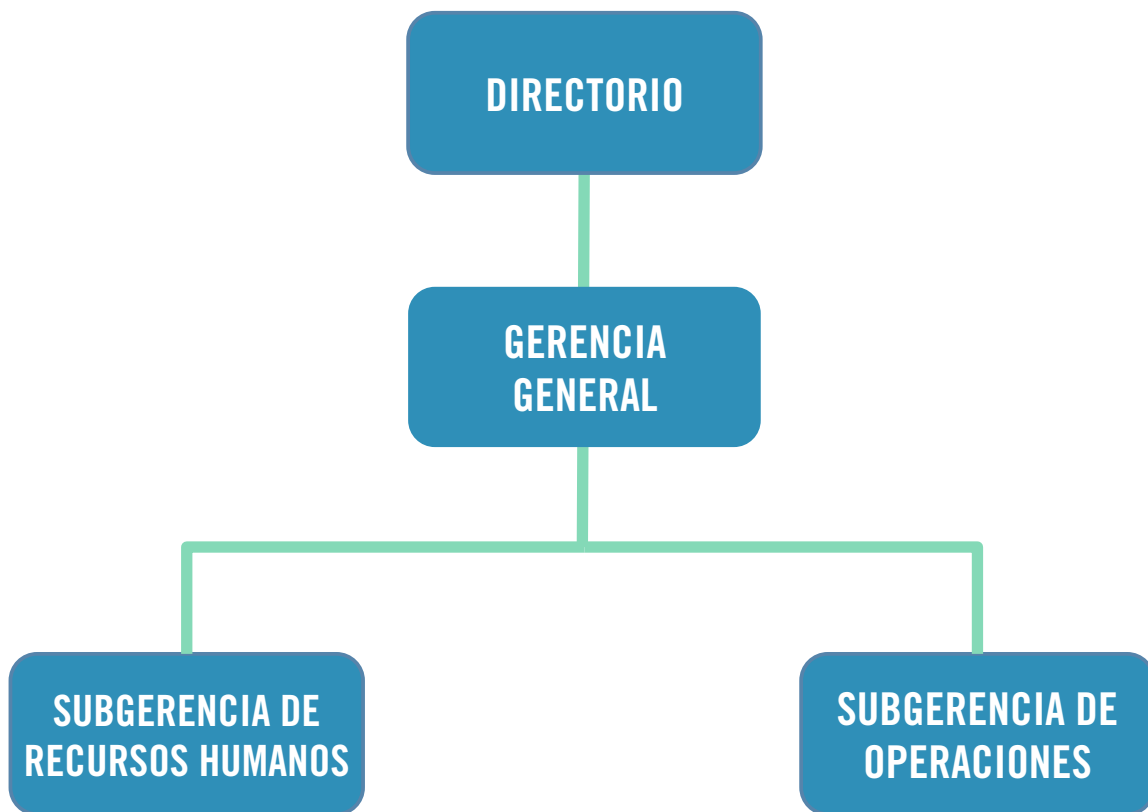 DIRECTORIO
GERENCIA
GENERAL
SUBGERENCIA DE
RECURSOS HUMANOS
SUBGERENCIA DE
OPERACIONES